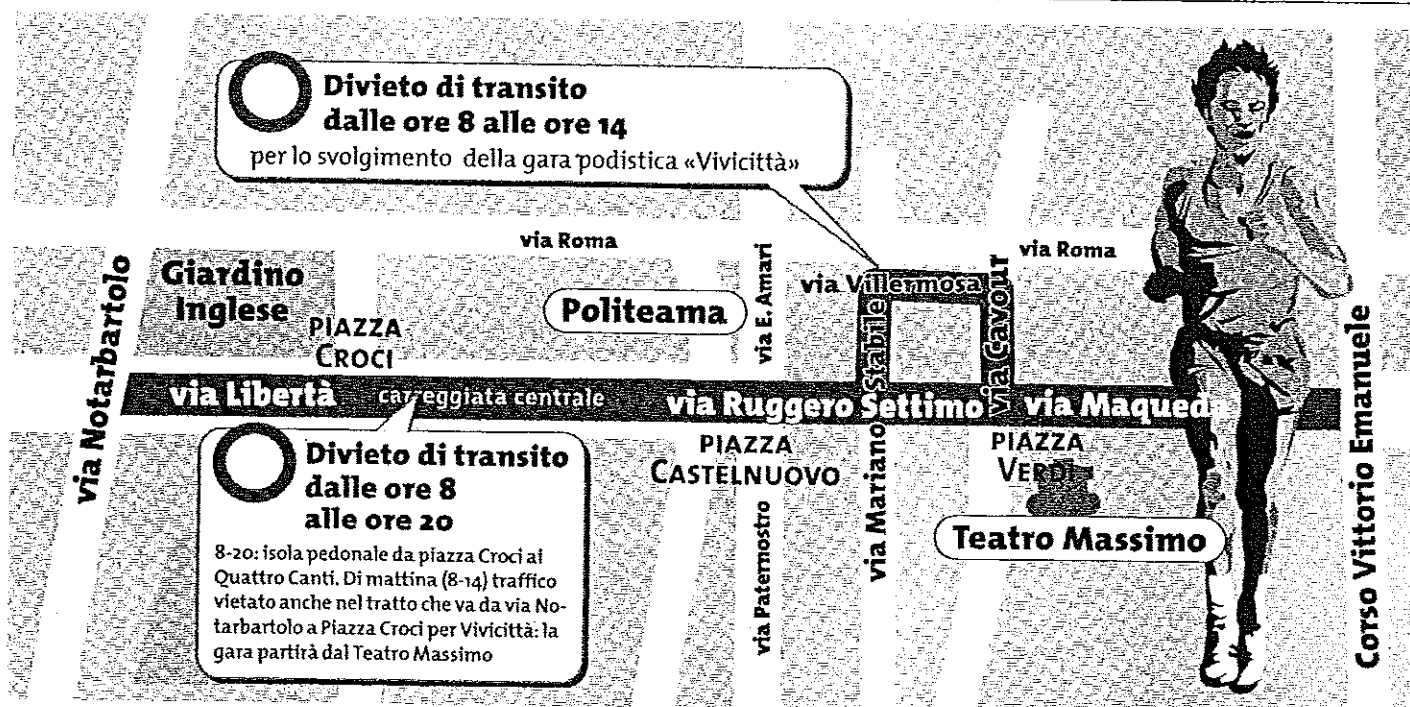 Divieto di transito
dalle ore 8 alle ore 14
per lo svolgimento della gara podistica «Vivicittà»
via Roma
via Roma
via Notarbartolo
Giardino
Inglese
PIAZZA
CROCI
Politeama
via E. Amari
via Villermosa
via Cavour
via Libertà
carreggiata centrale
via Ruggero Settimo
via Maqueda
via Mariano Stabile
PIAZZA
CASTELNUOVO
PIAZZA
VERDI
via Paternostro
Teatro Massimo
Corso Vittorio Emanuele
Divieto di transito
dalle ore 8
alle ore 20
8-20: isola pedonale da piazza Croci ai
Quattro Canti. Di mattina (8-14) traffico
vietato anche nel tratto che va da via No-
tarbartolo a Piazza Croci per Vivicittà: la
gara partirà dal Teatro Massimo